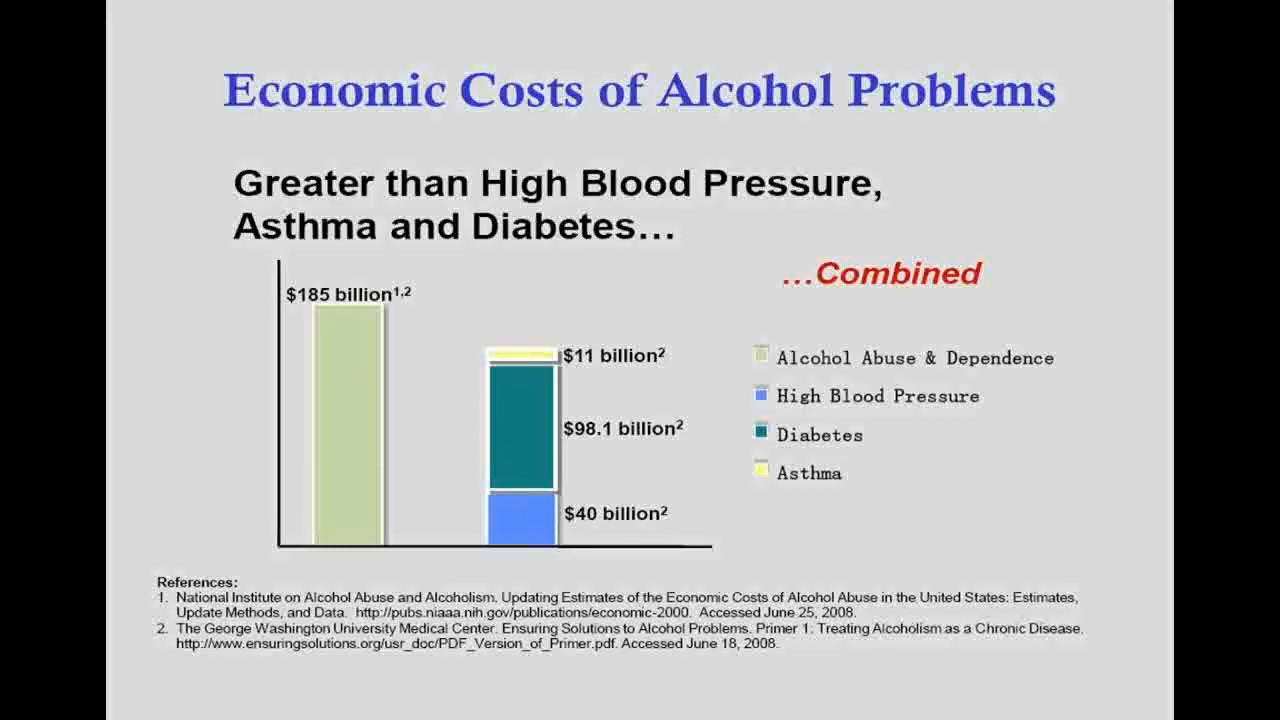 Economic Costs of Alcohol Problems
Greater than High Blood Pressure,
Asthma and Diabetes…
…Combined
$185 billion1,2
$11 billion2
$98.1 billion2
$40 billion2
Alcohol Abuse & Dependence
High Blood Pressure
Diabetes
Asthma
References:
1. National Institute on Alcohol Abuse and Alcoholism. Updating Estimates of the Economic Costs of Alcohol Abuse in the United States: Estimates,
Update Methods, and Data. http://pubs.niaaa.nih.gov/publications/economic-2000. Accessed June 25, 2008.
2. The George Washington University Medical Center. Ensuring Solutions to Alcohol Problems. Primer 1: Treating Alcoholism as a Chronic Disease.
http://www.ensuringsolutions.org/usr_doc/PDF_Version_of_Primer.pdf. Accessed June 18, 2008.